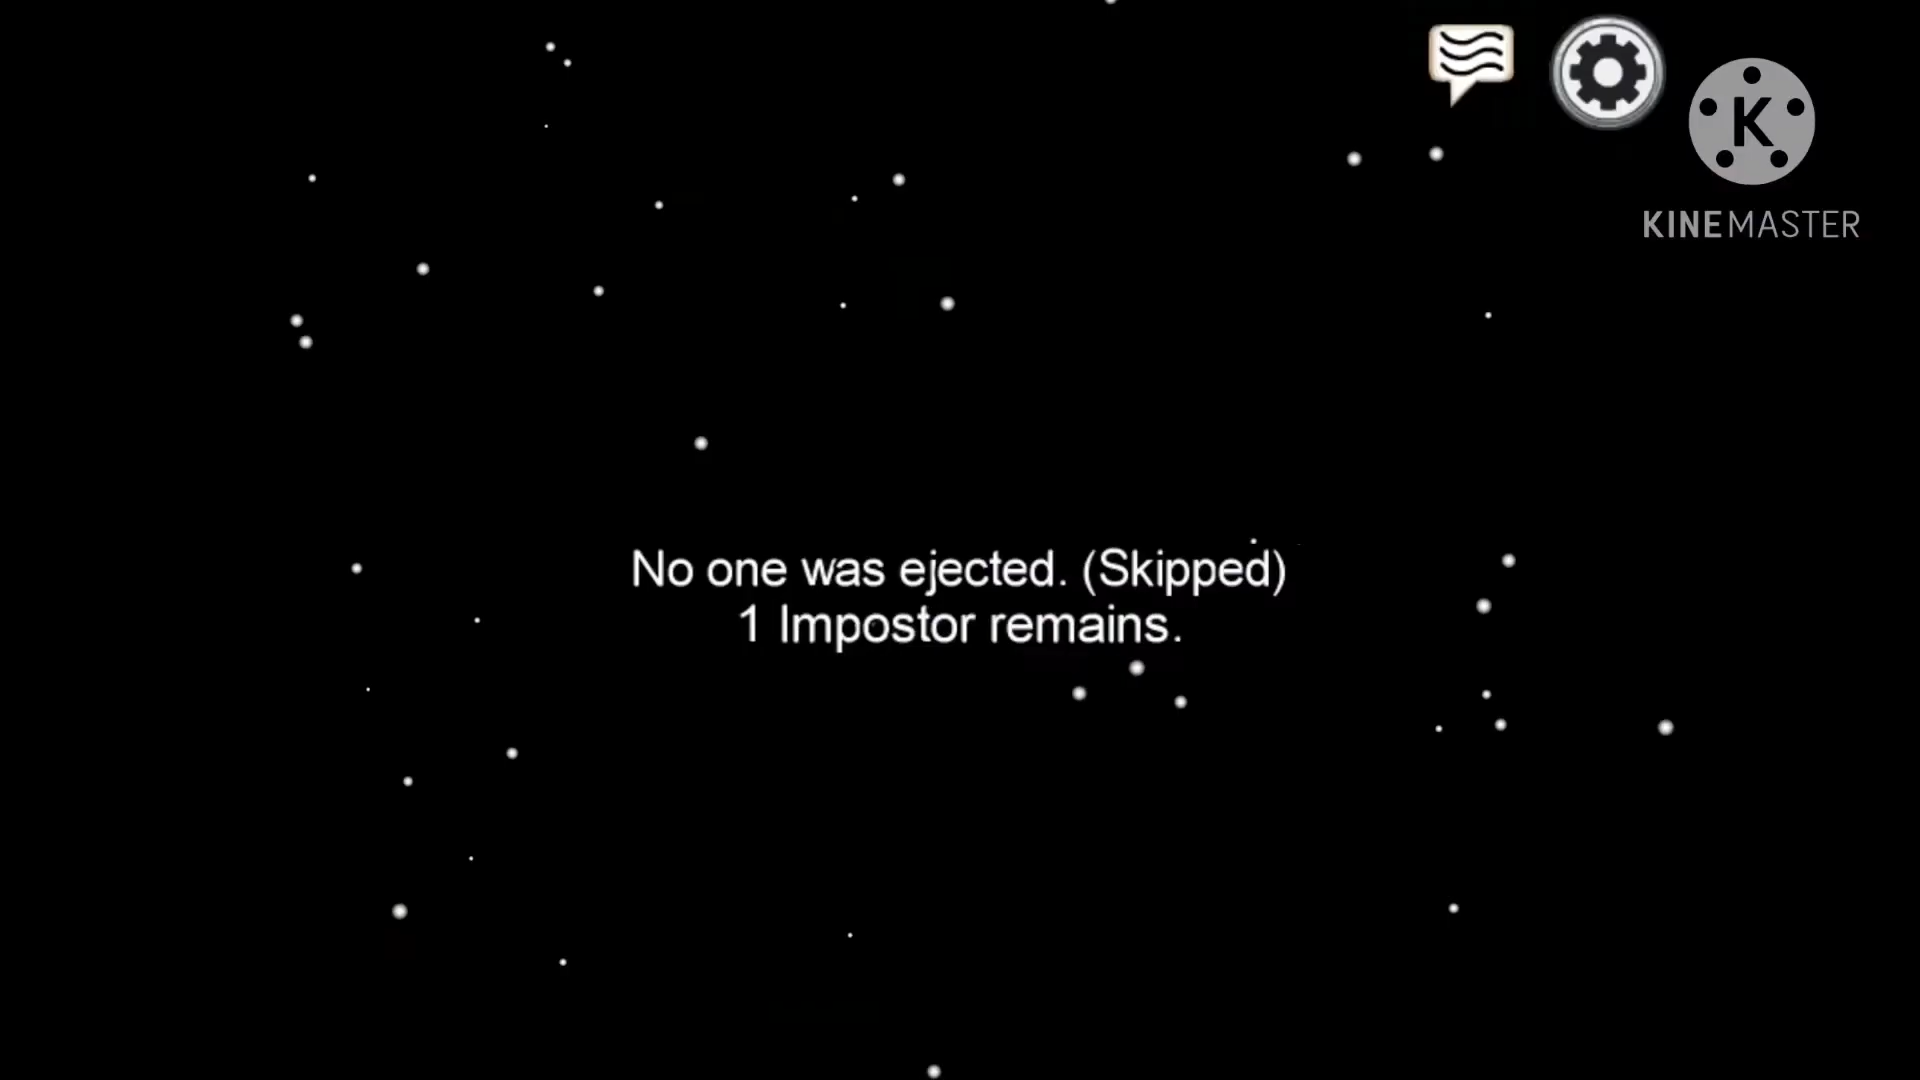 K
KINEMASTER
No one was ejected. (Skipped)
1 Impostor remains.